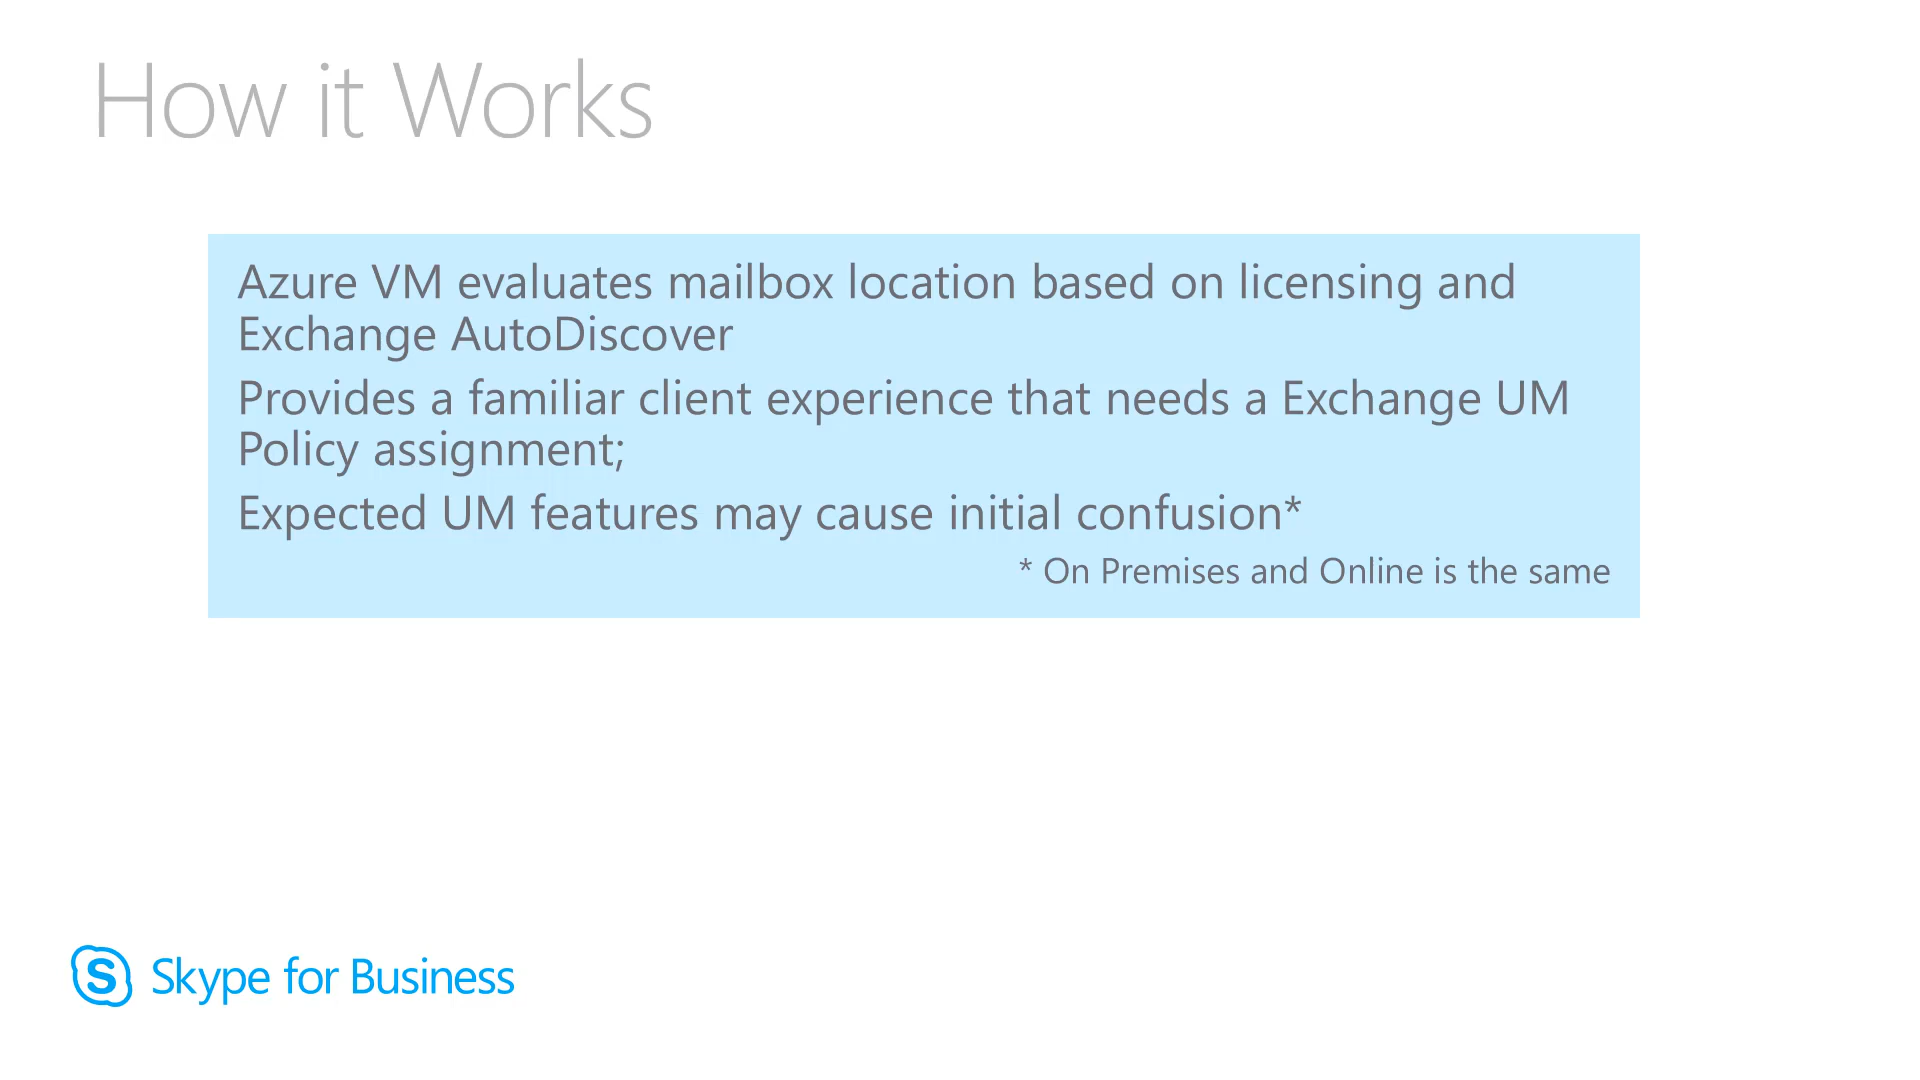 How it Works
Azure VM evaluates mailbox location based on licensing and
Exchange AutoDiscover
Provides a familiar client experience that needs a Exchange UM
Policy assignment;
Expected UM features may cause initial confusion*
* On Premises and Online is the same
Skype for Business